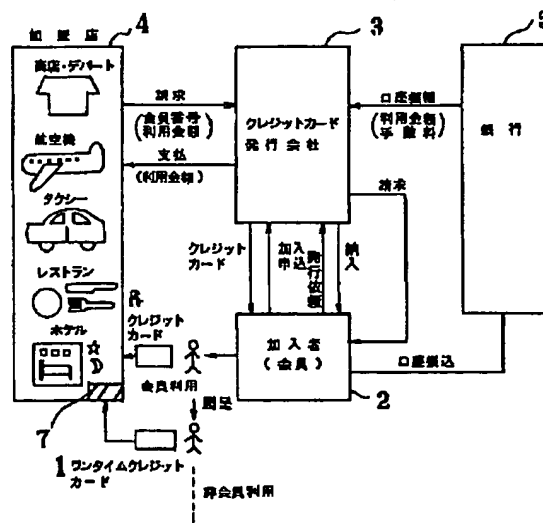 加盟店
4
3
商店・デパート
請求
(会員番号
利用金額)
クレジットカード
発行会社
口座振替
(利用金額
手数料)
銀行
航空機
支払
(利用金額)
請求
タクシー
クレジット
カード
加入
申込
発行依頼
納入
レストラン
クレジット
カード
加入者
(会員)
ホテル
会員利用
口座振込
2
7
1
ワンタイムクレジット
カード
非会員利用